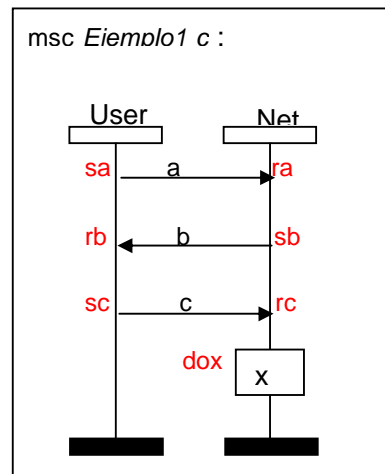 msc Ejemplo1 c :
User Net
sa a ra
rb b sb
sc c rc
dox
x